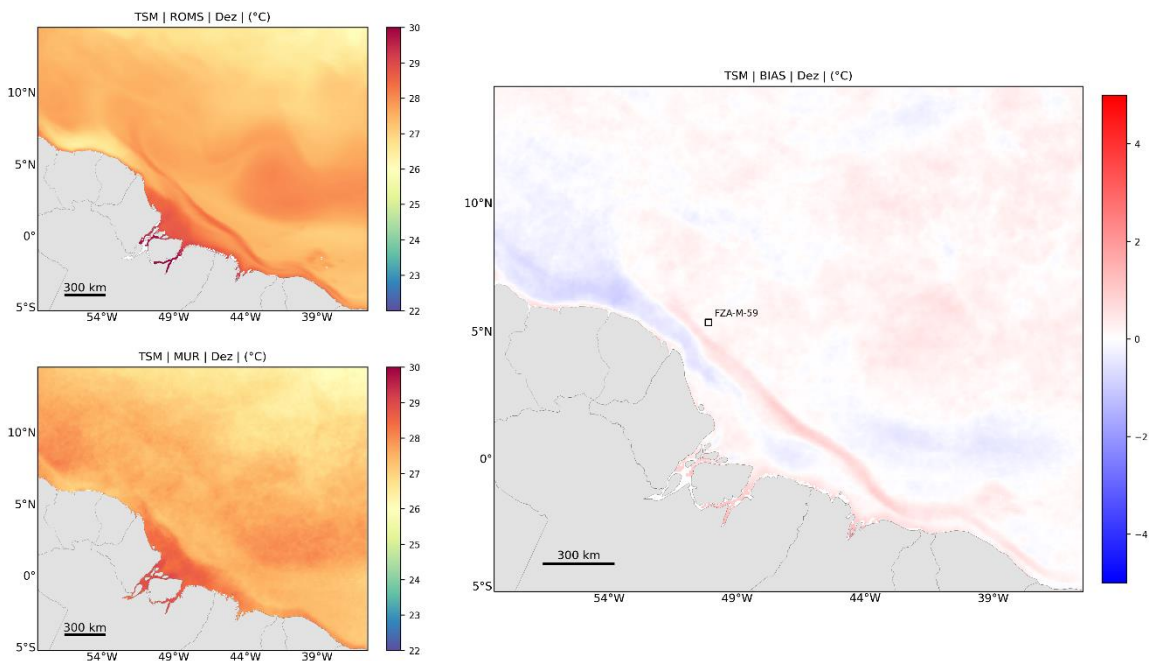 TSM | ROMS | Dez | (°C)
30
29
28
27
26
25
24
23
22
10°N
5°N
0°
5°S
300 km
54°W
49°W
44°W
39°W
TSM | MUR | Dez | (°C)
30
29
28
27
26
25
24
23
22
10°N
5°N
0°
5°S
300 km
54°W
49°W
44°W
39°W
TSM | BIAS | Dez | (°C)
10°N
5°N
0°
5°S
FZA-M-59
300 km
54°W
49°W
44°W
39°W
4
2
0
−2
−4